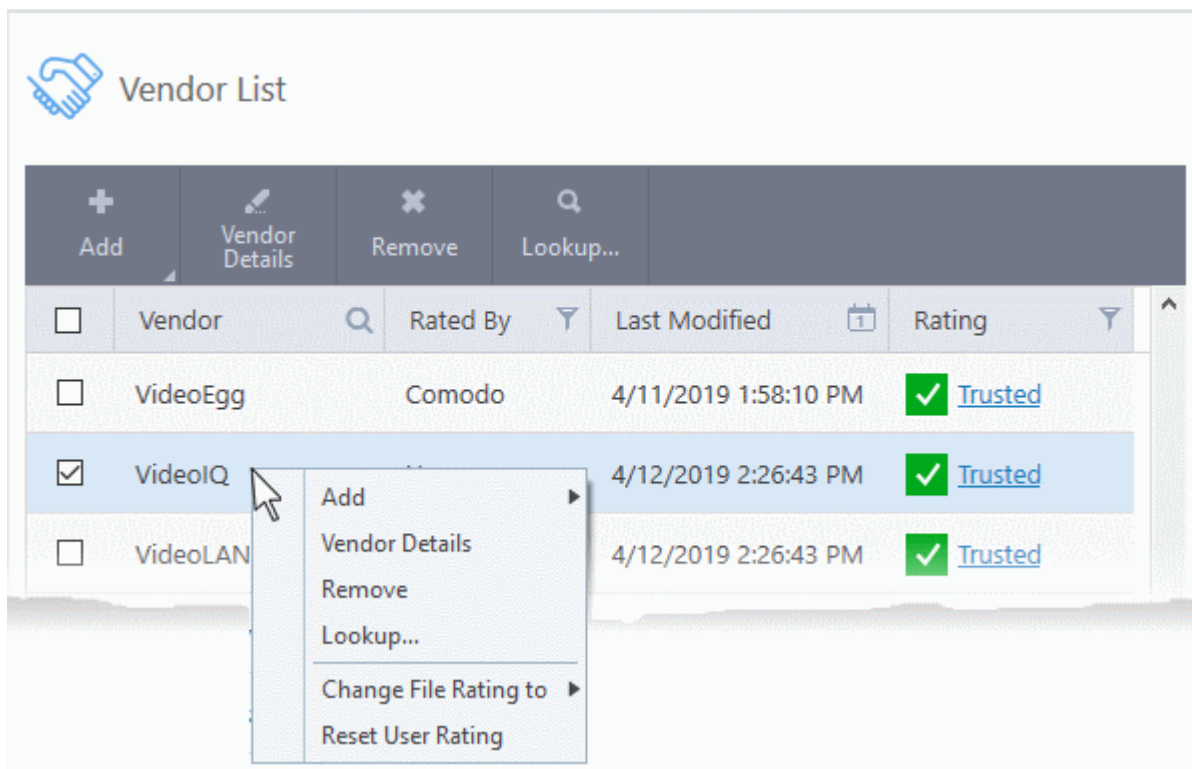 Vendor List
Add
Vendor
Details
Remove
Lookup...
Vendor Rated By 1 Last Modified Rating
VideoEgg Comodo 4/11/2019 1:58:10 PM Trusted
VideoIQ 4/12/2019 2:26:43 PM Trusted
VideoLAN 4/12/2019 2:26:43 PM Trusted
Add
Vendor Details
Remove
Lookup...
Change File Rating to
Reset User Rating